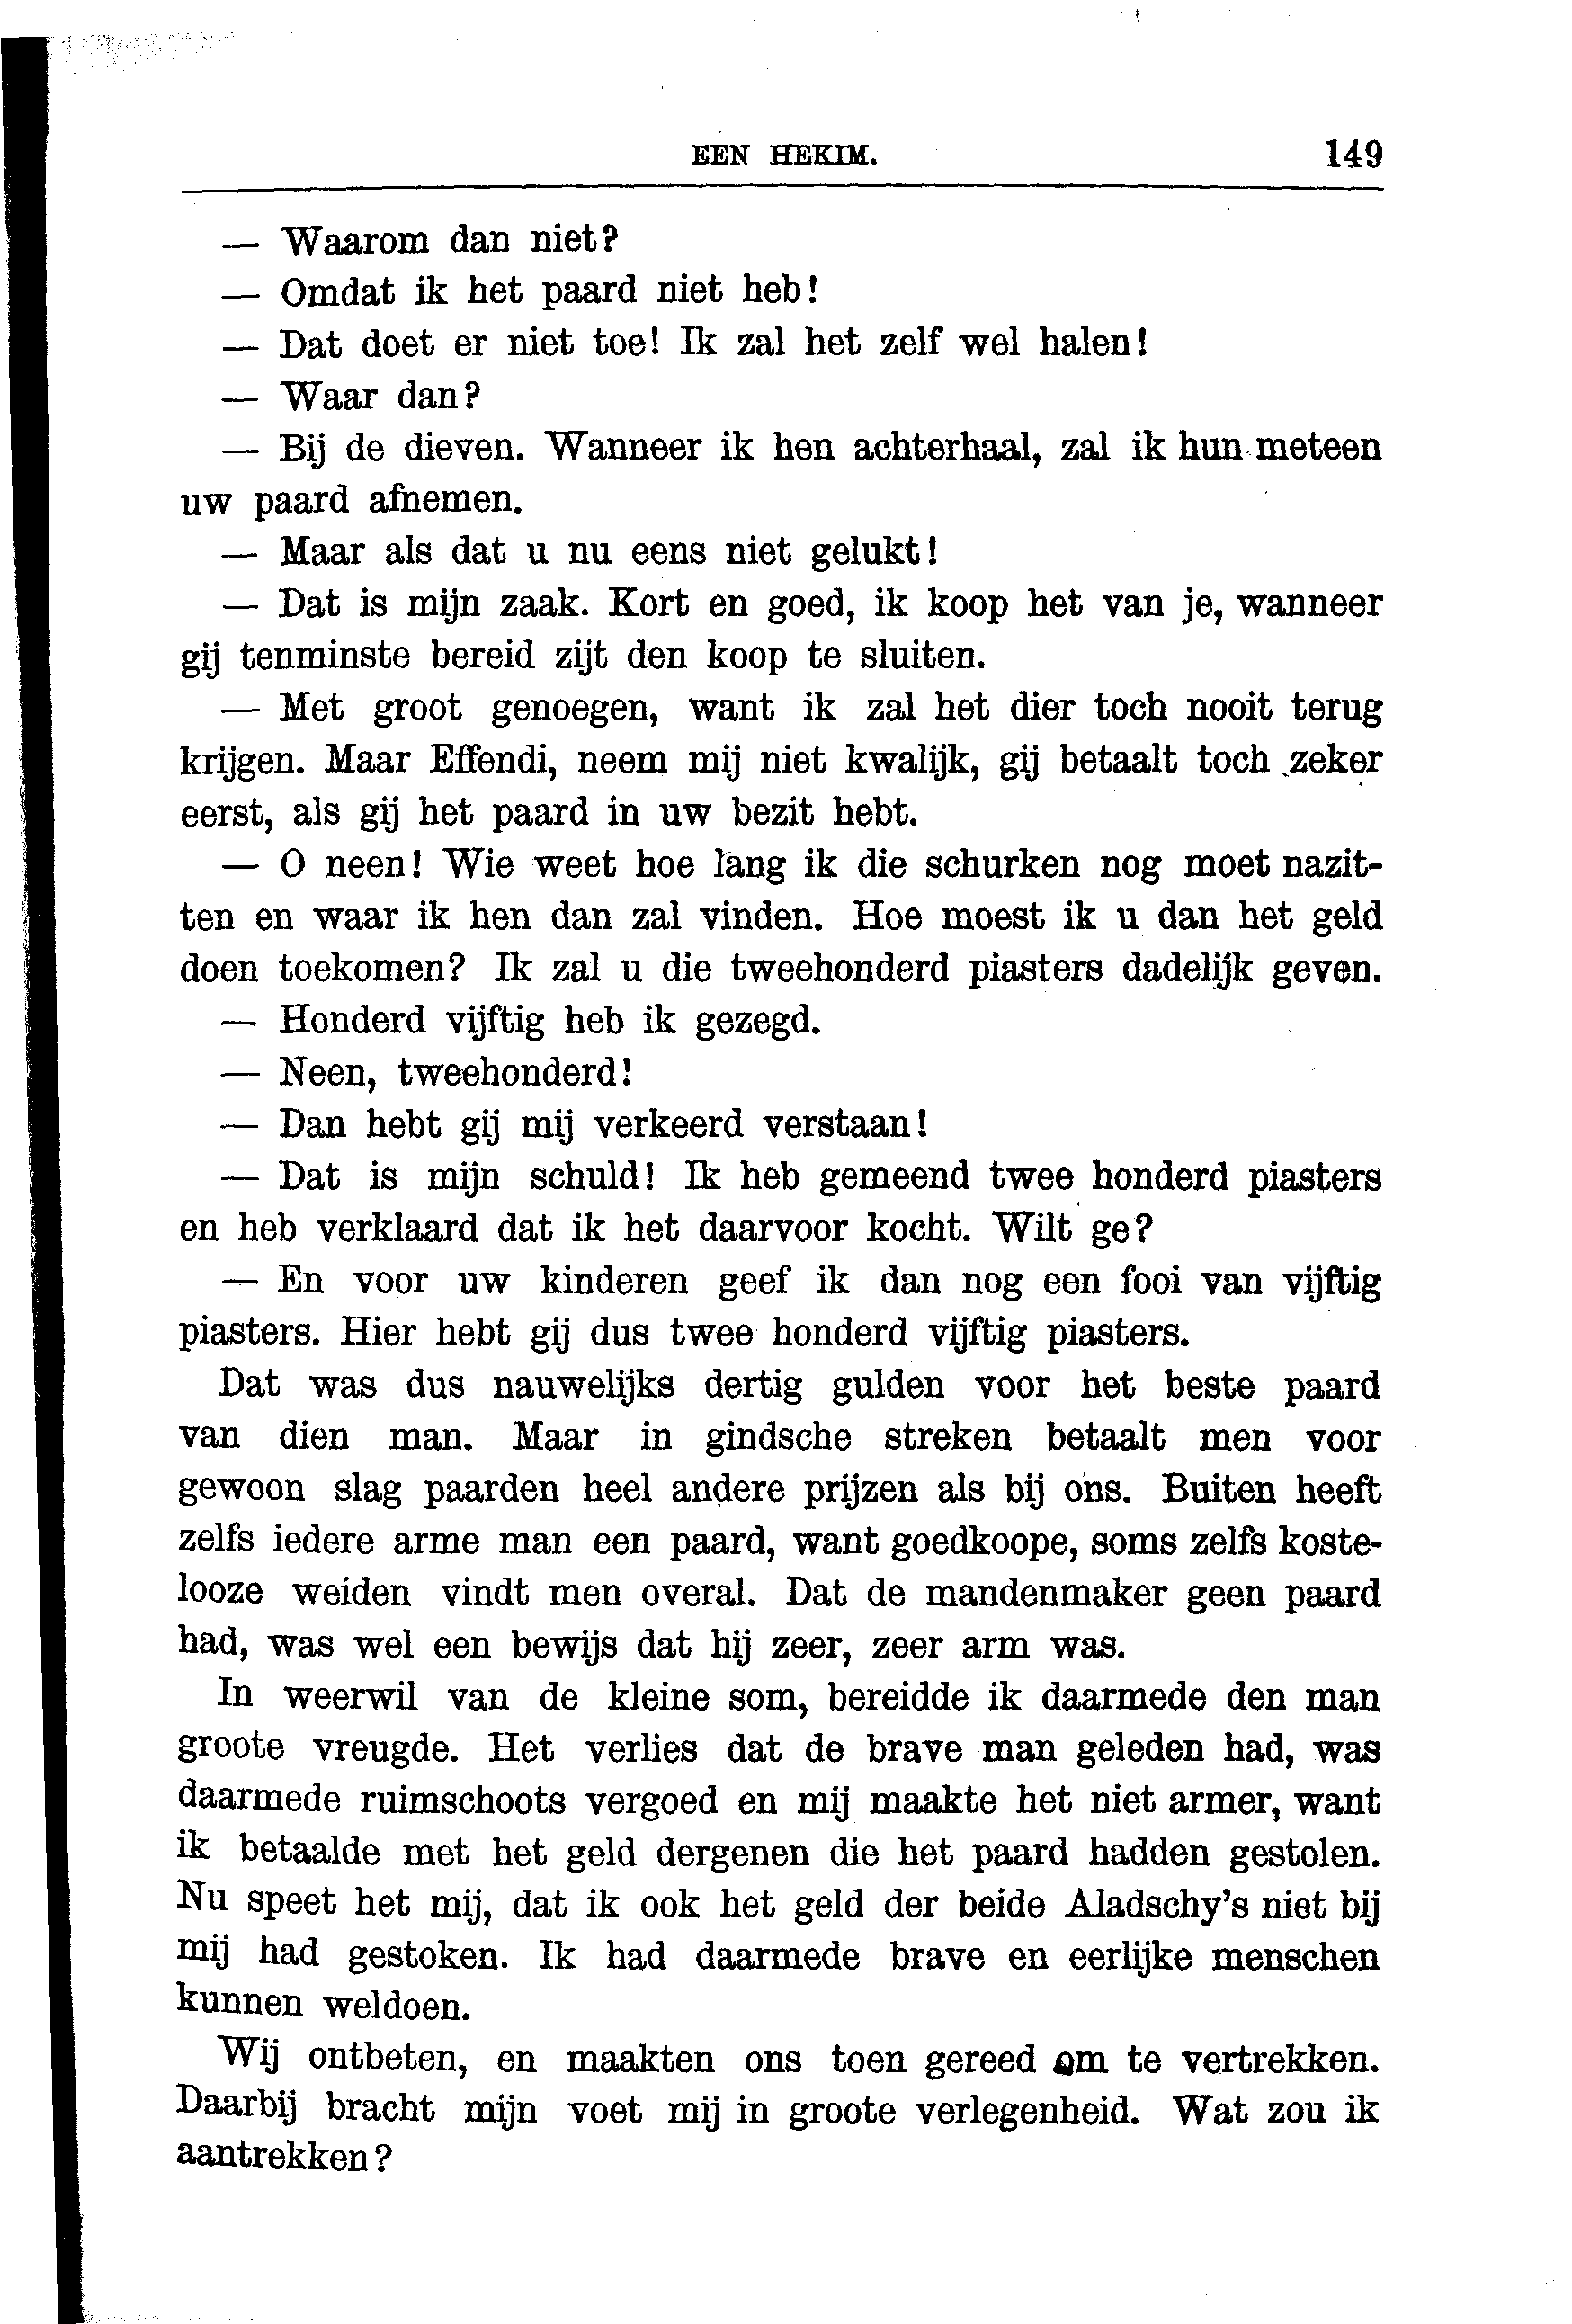 EEN HEKIM. 149
— Waarom dan niet?
— Omdat ik het paard niet heb!
— Dat doet er niet toe! Ik zal het zelf wel halen!
— Waar dan?
— Bij de dieven. Wanneer ik hen achterhaal, zal ik hun meteen
uw paard afnemen.
— Maar als dat u nu eens niet gelukt!
— Dat is mijn zaak. Kort en goed, ik koop het van je, wanneer
gij tenminste bereid zijt den koop te sluiten.
— Met groot genoegen, want ik zal het dier toch nooit terug
krijgen. Maar Effendi, neem mij niet kwalijk, gij betaalt toch zeker
eerst, als gij het paard in uw bezit hebt.
— O neen! Wie weet hoe lang ik die schurken nog moet nazit-
ten en waar ik hen dan zal vinden. Hoe moest ik u dan het geld
doen toekomen? Ik zal u die tweehonderd piasters dadelijk geven.
— Honderd vijftig heb ik gezegd.
— Neen, tweehonderd!
— Dan hebt gij mij verkeerd verstaan!
— Dat is mijn schuld! Ik heb gemeend twee honderd piasters
en heb verklaard dat ik het daarvoor kocht. Wilt ge?
— En voor uw kinderen geef ik dan nog een fooi van vijftig
piasters. Hier hebt gij dus twee honderd vijftig piasters.
Dat was dus nauwelijks dertig gulden voor het beste paard
van dien man. Maar in gindsche streken betaalt men voor
gewoon slag paarden heel andere prijzen als bij ons. Buiten heeft
zelfs iedere arme man een paard, want goedkoope, soms zelfs koste-
looze weiden vindt men overal. Dat de mandenmaker geen paard
had, was wel een bewijs dat hij zeer, zeer arm was.
In weerwil van de kleine som, bereidde ik daarmede den man
groote vreugde. Het verlies dat de brave man geleden had, was
daarmede ruimschoots vergoed en mij maakte het niet armer, want
ik betaalde met het geld dergenen die het paard hadden gestolen.
Nu speet het mij, dat ik ook het geld der beide Aladschy's niet bij
mij had gestoken. Ik had daarmede brave en eerlijke menschen
kunnen weldoen.
Wij ontbeten, en maakten ons toen gereed om te vertrekken.
Daarbij bracht mijn voet mij in groote verlegenheid. Wat zou ik
aantrekken?